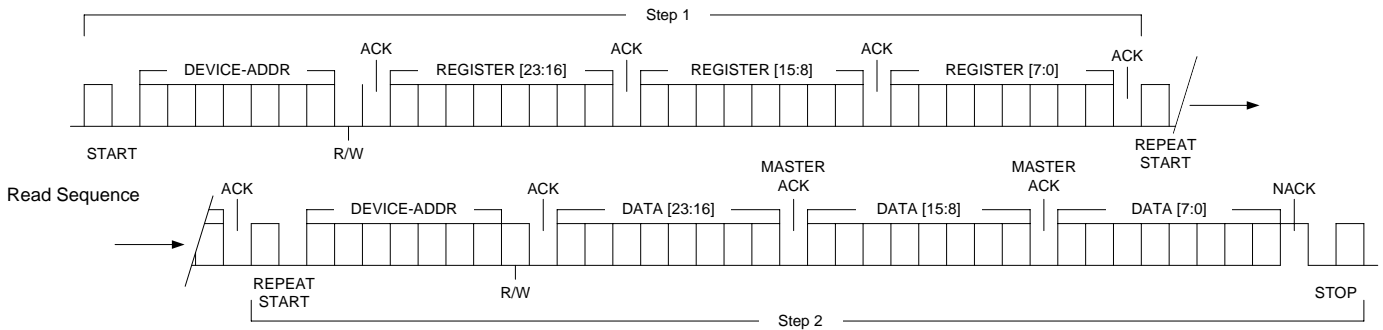 Step 1
ACK ACK ACK ACK
DEVICE-ADDR REGISTER [23:16] REGISTER [15:8] REGISTER [7:0]
START R/W REPEAT
START
Read Sequence
MASTER MASTER
ACK ACK ACK ACK NACK
DEVICE-ADDR DATA [23:16] DATA [15:8] DATA [7:0]
REPEAT
START R/W STOP
Step 2